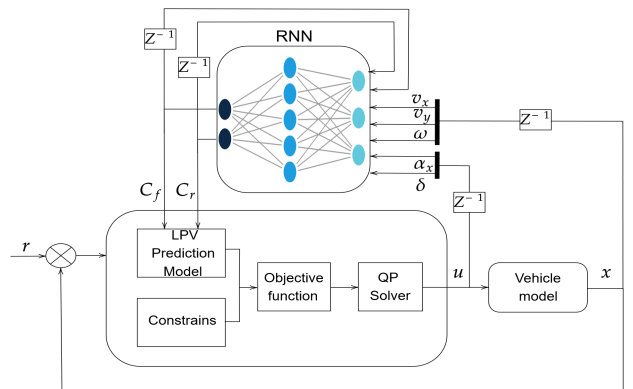 RNN
Z⁻¹
Z⁻¹
v_x
v_y
ω
Z⁻¹
α_x
δ
Z⁻¹
C_f C_r
r
LPV
Prediction
Model
Constrains
Objective
function
QP
Solver
u
Vehicle
model
x